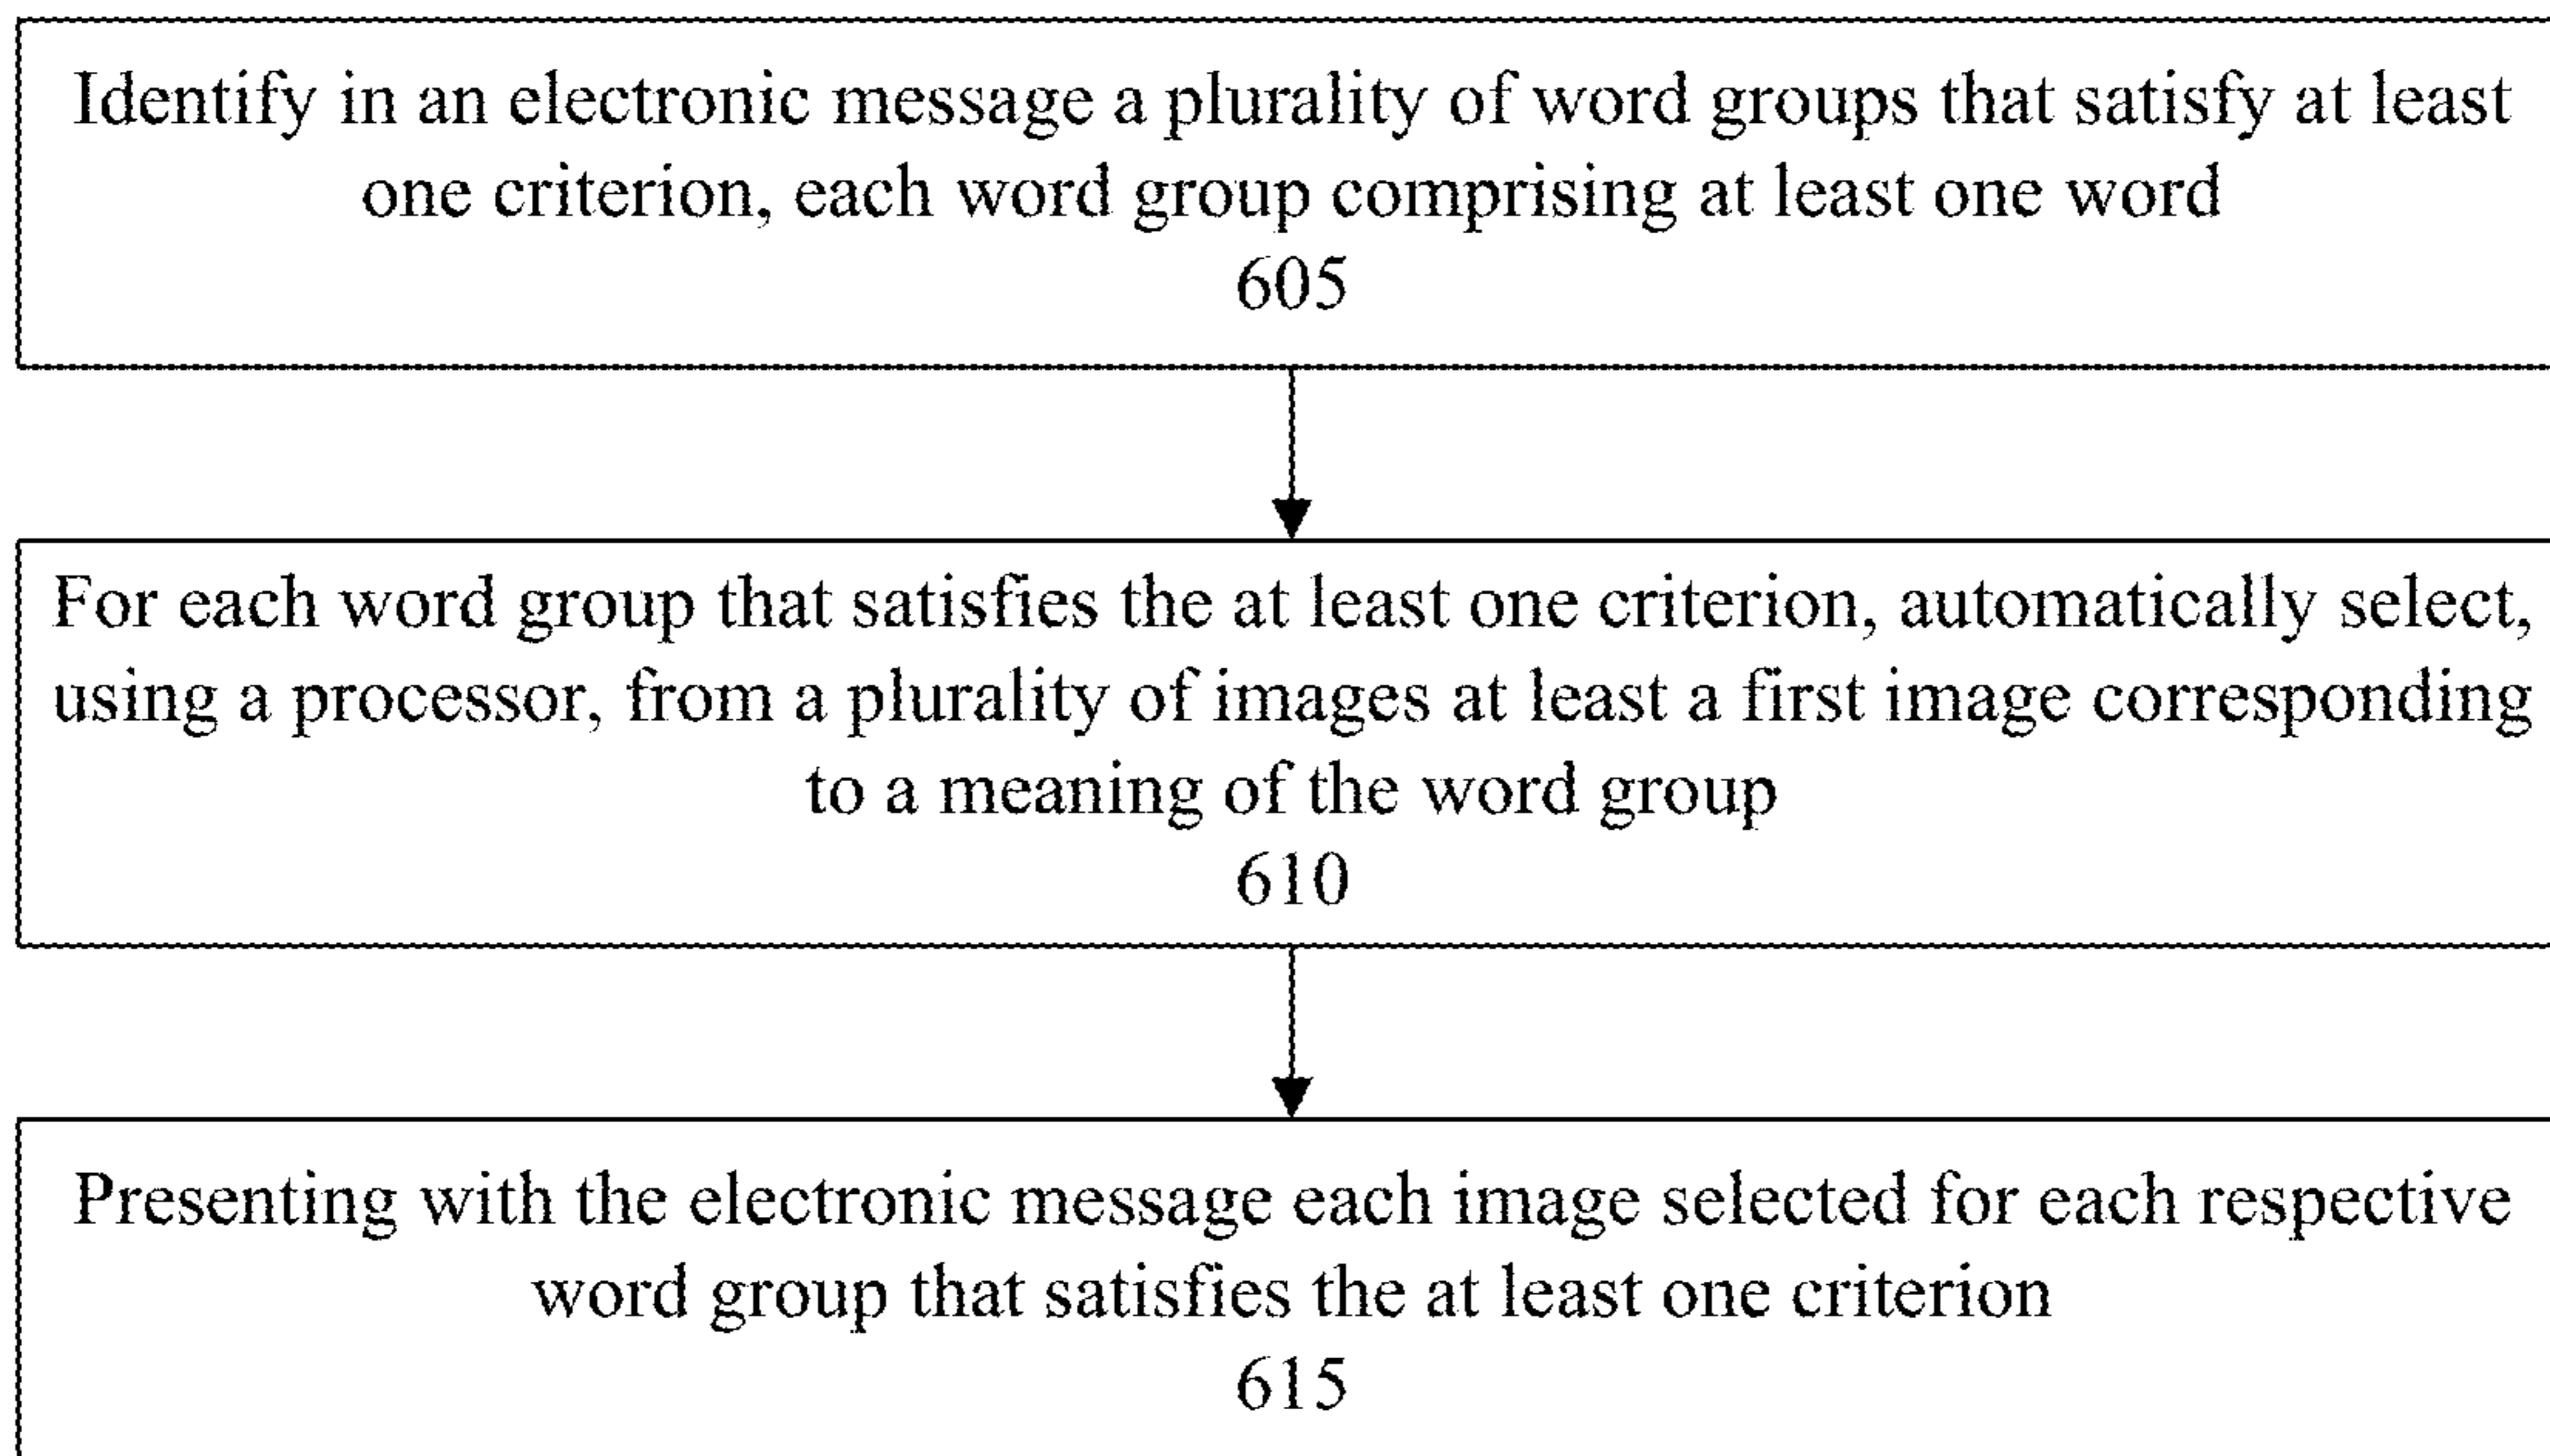 Identify in an electronic message a plurality of word groups that satisfy at least
one criterion, each word group comprising at least one word
605
For each word group that satisfies the at least one criterion, automatically select,
using a processor, from a plurality of images at least a first image corresponding
to a meaning of the word group
610
Presenting with the electronic message each image selected for each respective
word group that satisfies the at least one criterion
615